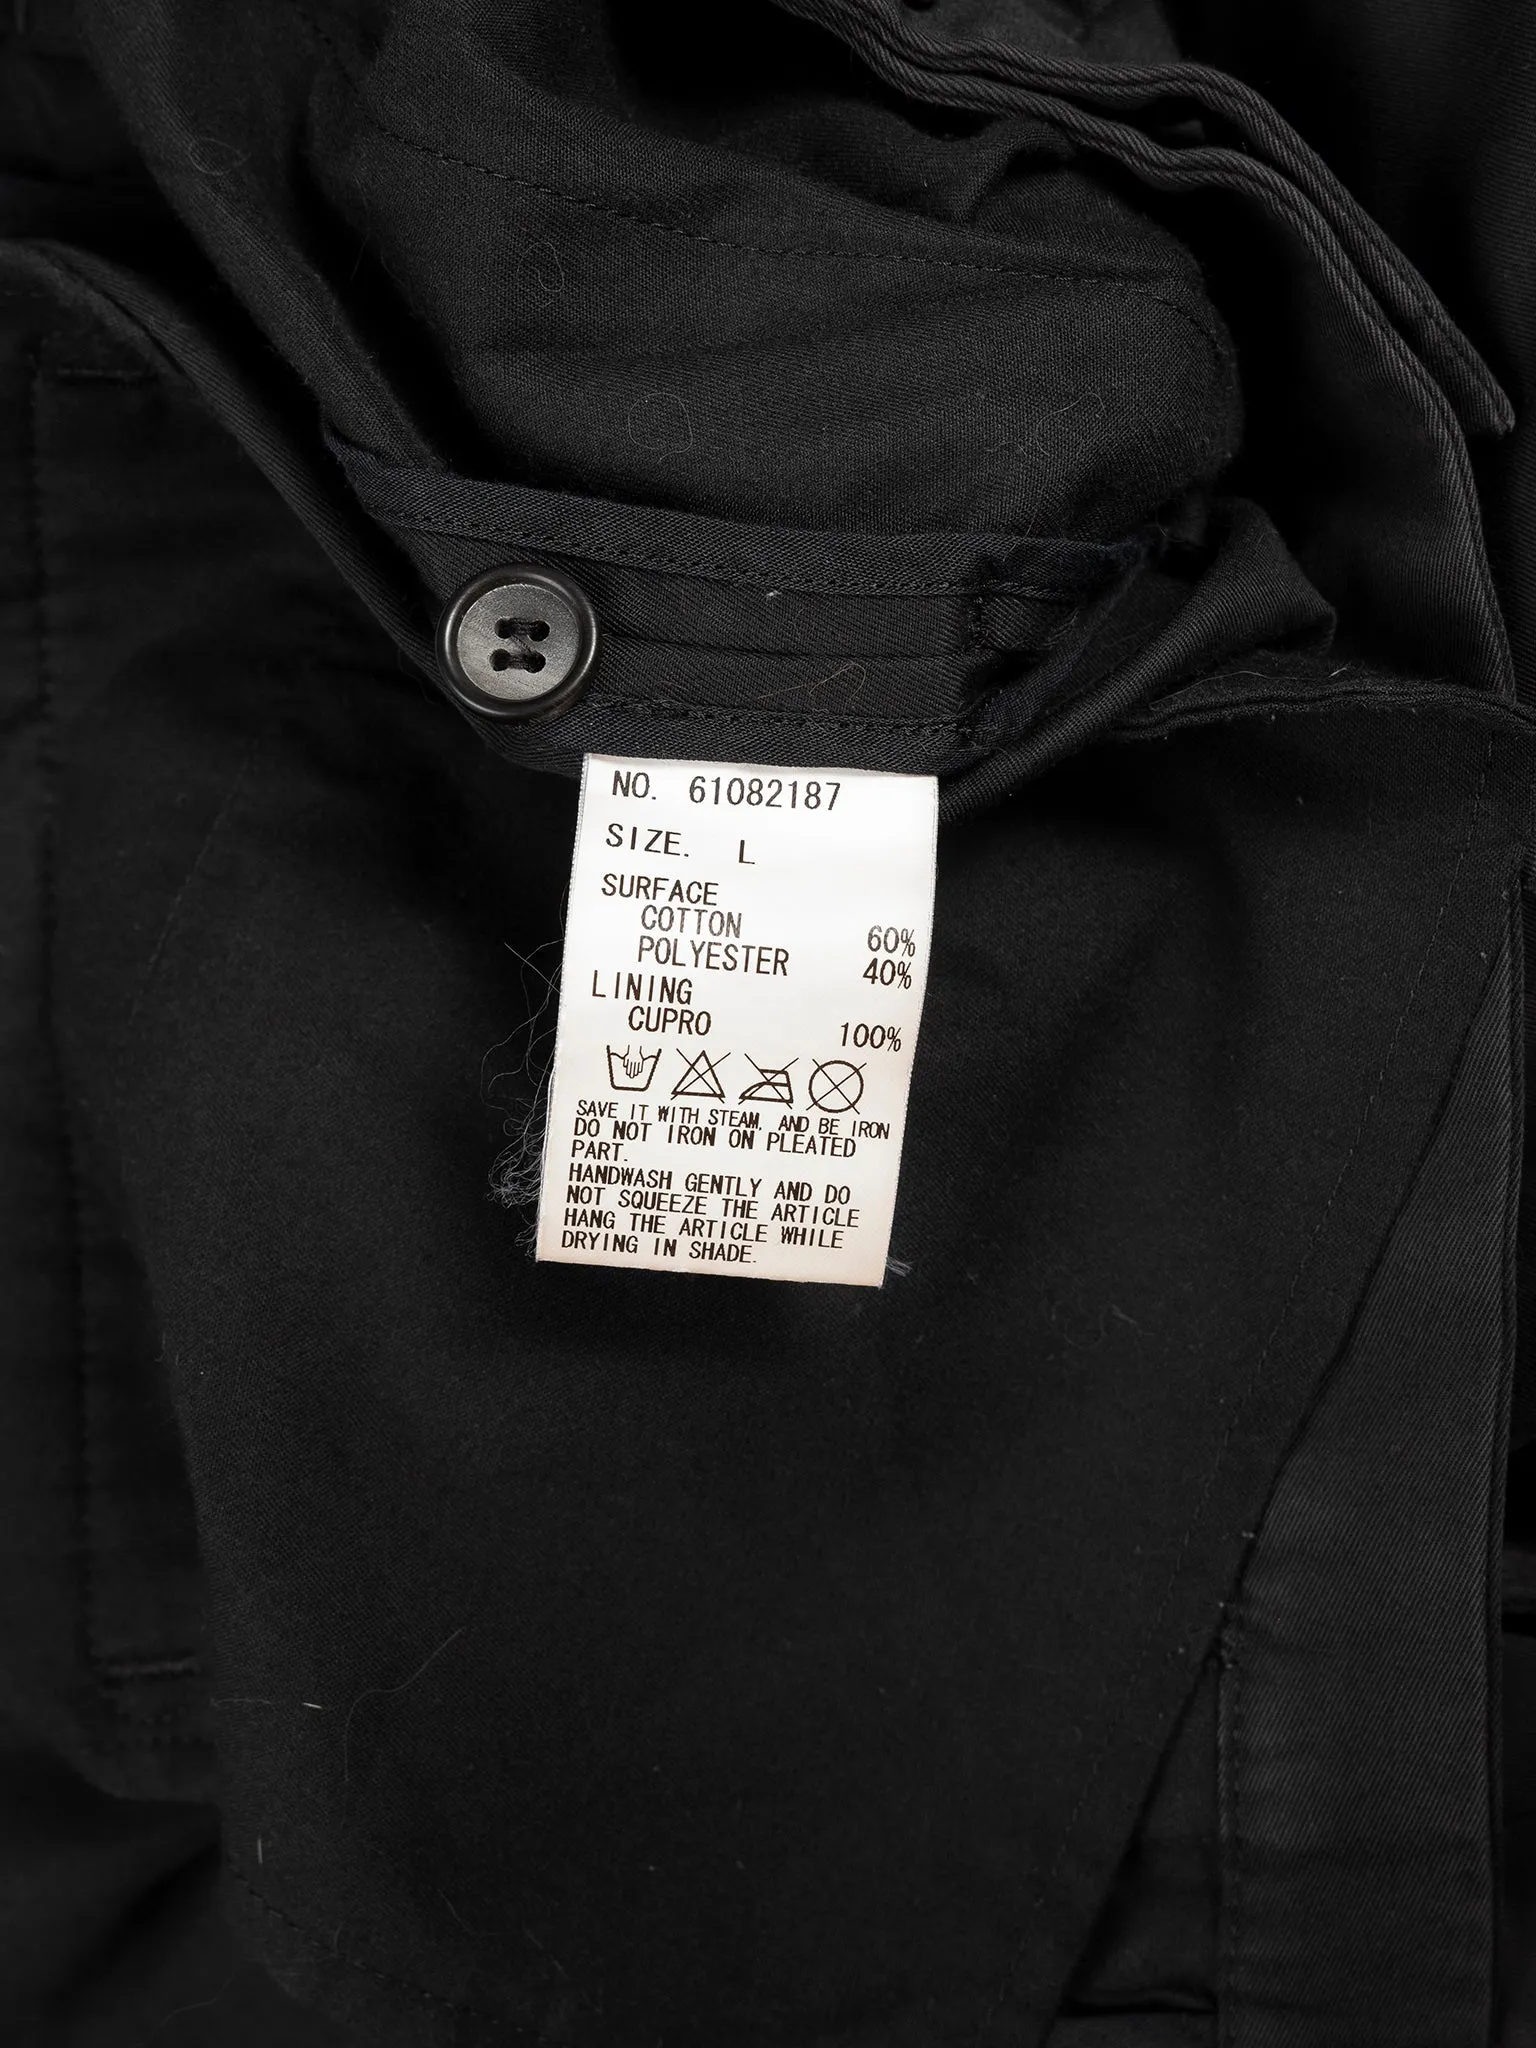 NO. 61082187
SIZE. L
SURFACE
COTTON 60%
POLYESTER 40%
LINING
CUPRO 100%
SAVE IT WITH STEAM, AND BE IRON
DO NOT IRON ON PLEATED
PART.
HANDWASH GENTLY AND DO
NOT SQUEEZE THE ARTICLE
HANG THE ARTICLE WHILE
DRYING IN SHADE.